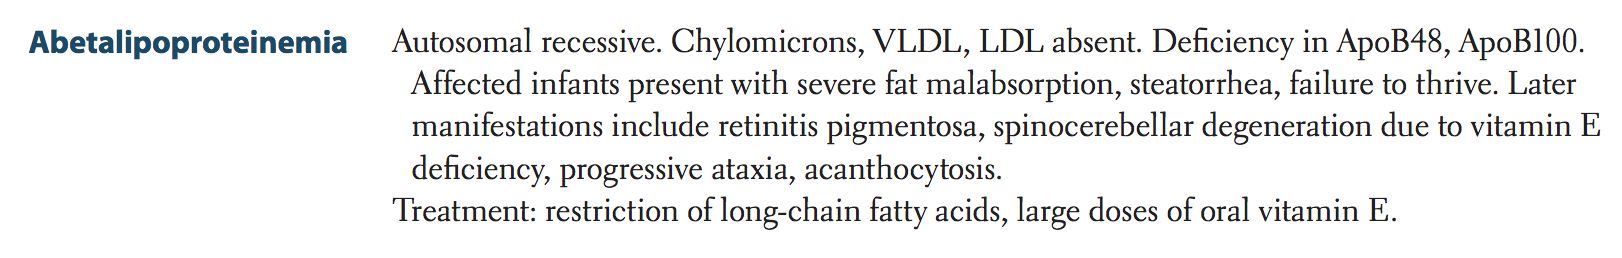 Abetalipoproteinemia Autosomal recessive. Chylomicrons, VLDL, LDL absent. Deficiency in ApoB48, ApoB100.
Affected infants present with severe fat malabsorption, steatorrhea, failure to thrive. Later
manifestations include retinitis pigmentosa, spinocerebellar degeneration due to vitamin E
deficiency, progressive ataxia, acanthocytosis.
Treatment: restriction of long-chain fatty acids, large doses of oral vitamin E.